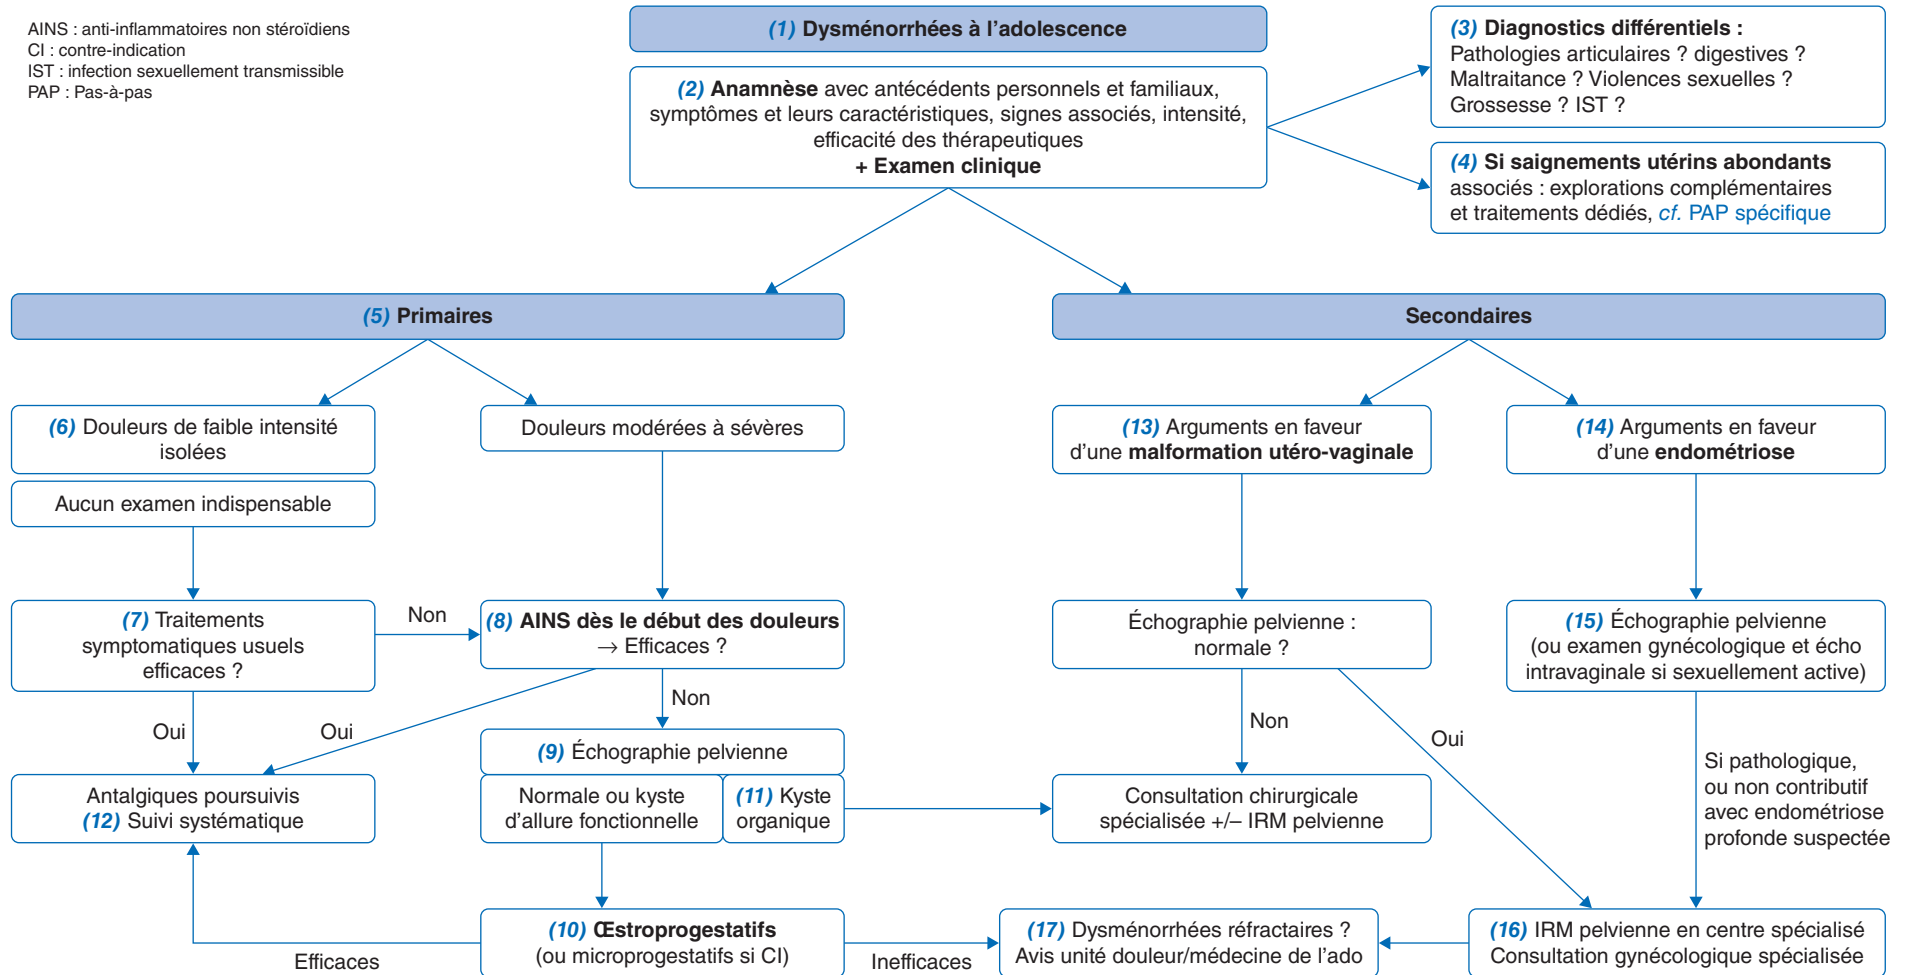 AINS : anti-inflammatoires non stéroïdiens
CI : contre-indication
IST : infection sexuellement transmissible
PAP : Pas-à-pas
(1) Dysménorrhées à l’adolescence
(2) Anamnèse avec antécédents personnels et familiaux,
symptômes et leurs caractéristiques, signes associés, intensité,
efficacité des thérapeutiques
+ Examen clinique
(3) Diagnostics différentiels :
Pathologies articulaires ? digestives ?
Maltraitance ? Violences sexuelles ?
Grossesse ? IST ?
(4) Si saignements utérins abondants
associés : explorations complémentaires
et traitements dédiés, cf. PAP spécifique
(5) Primaires
Secondaires
(6) Douleurs de faible intensité
isolées
Aucun examen indispensable
Douleurs modérées à sévères
(13) Arguments en faveur
d’une malformation utéro-vaginale
(14) Arguments en faveur
d’une endométriose
(7) Traitements
symptomatiques usuels
efficaces ?
Non
(8) AINS dès le début des douleurs
→ Efficaces ?
Échographie pelvienne :
normale ?
(15) Échographie pelvienne
(ou examen gynécologique et écho
intravaginale si sexuellement active)
Oui
Oui
Non
Non
Oui
Si pathologique,
ou non contributif
avec endométriose
profonde suspectée
(9) Échographie pelvienne
Normale ou kyste
d’allure fonctionnelle
(11) Kyste
organique
Antalgiques poursuivis
(12) Suivi systématique
Consultation chirurgicale
spécialisée +/– IRM pelvienne
(10) Œstroprogestatifs
(ou microprogestatifs si CI)
Efficaces
Inefficaces
(17) Dysménorrhées réfractaires ?
Avis unité douleur/médecine de l’ado
(16) IRM pelvienne en centre spécialisé
Consultation gynécologique spécialisée